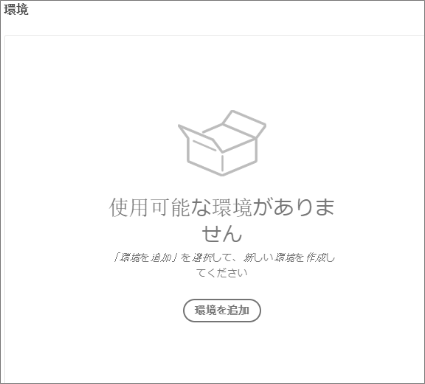 環境
使用可能な環境がありま
せん
「環境を追加」を選択して、新しい環境を作成し
てください
環境を追加